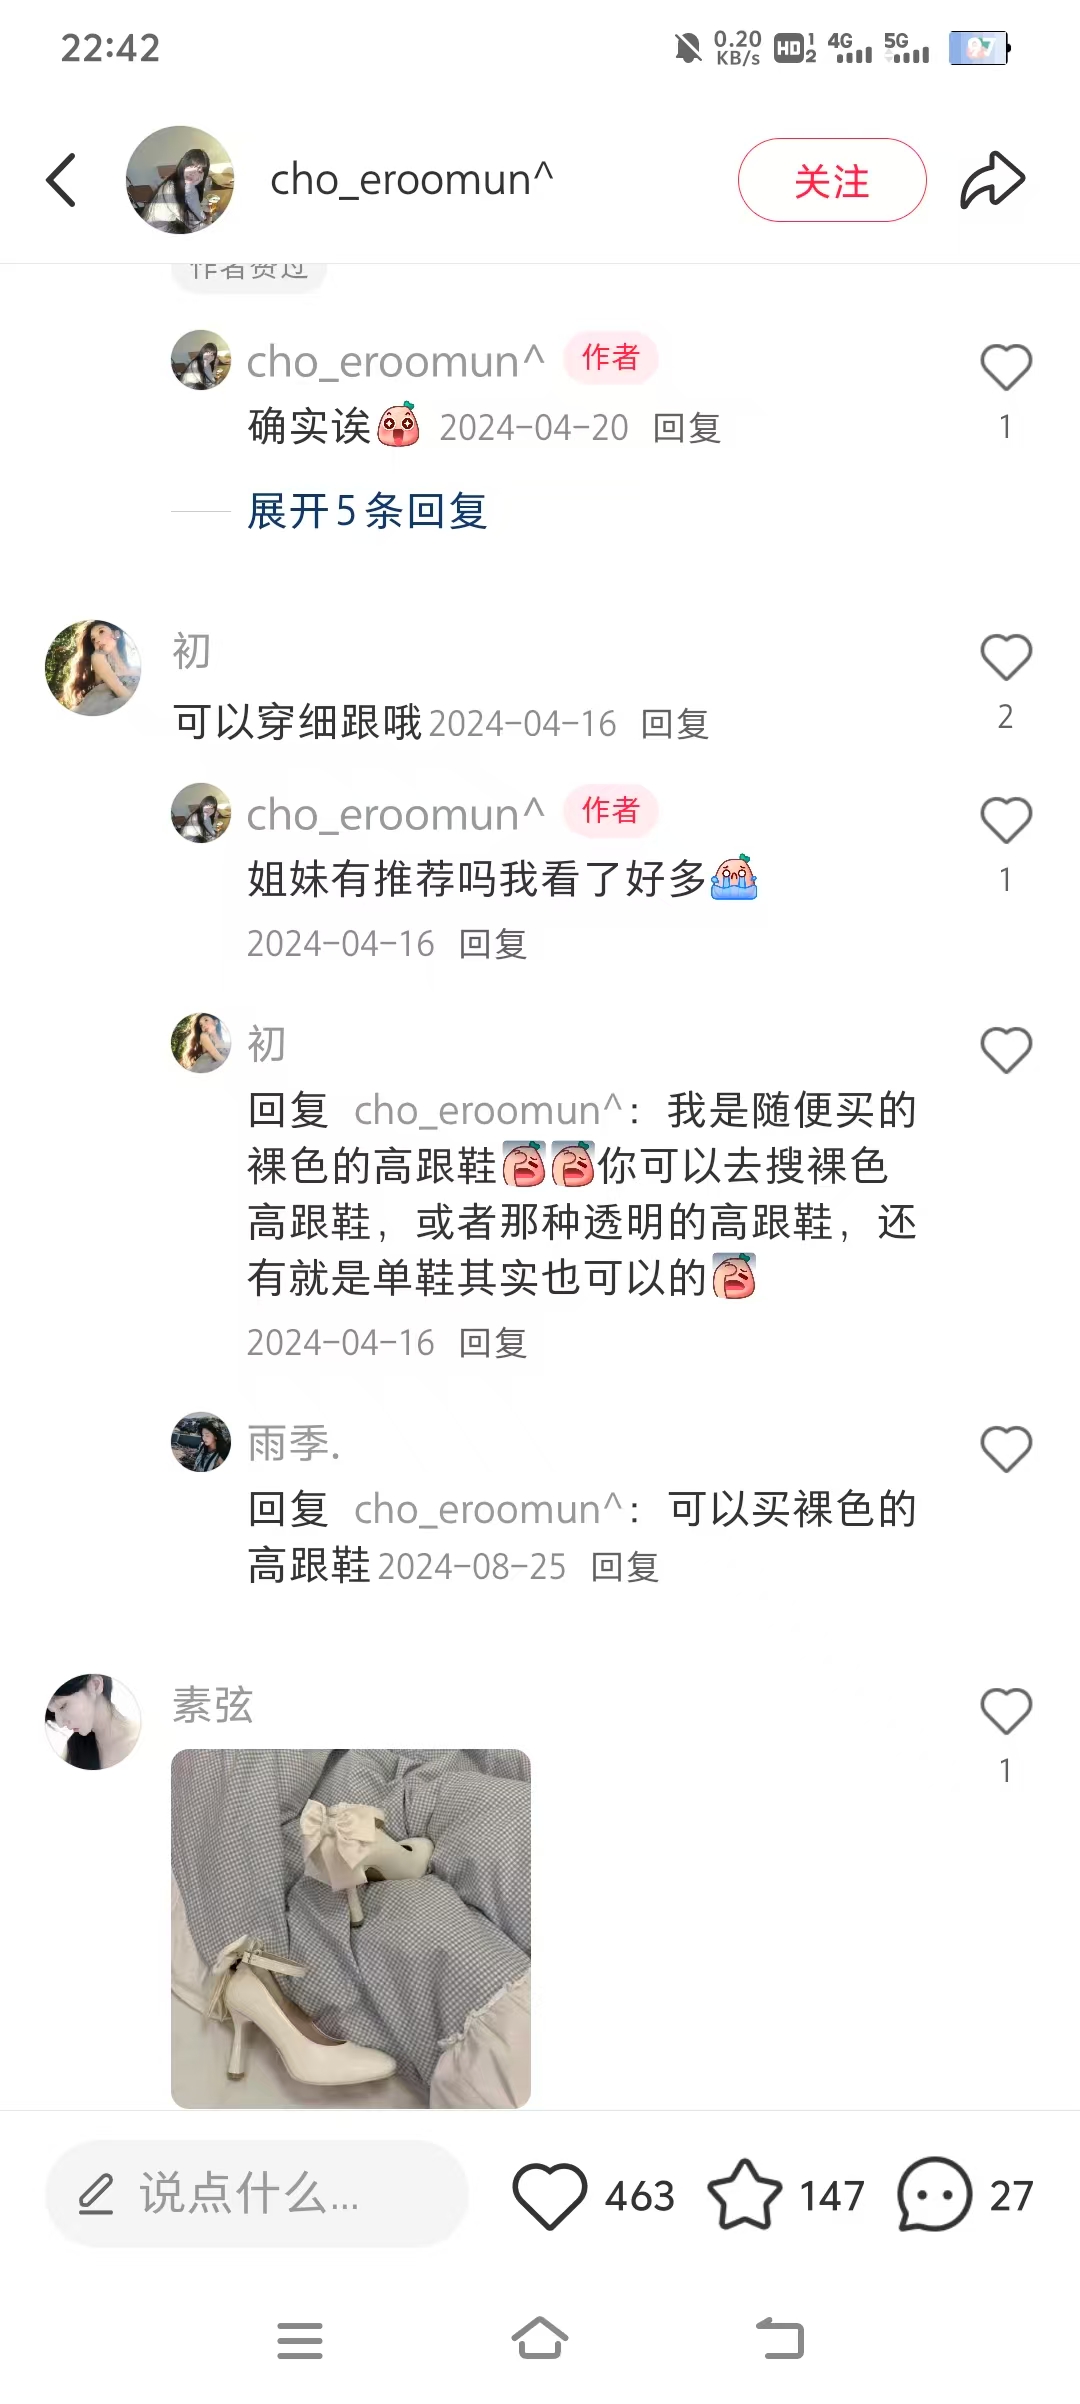 22:42
0.20
KB/s
HD 1 2
4G
5G
97
cho_eroomun^
关注
作者赞过
cho_eroomun^ 作者
确实诶 2024-04-20 回复
1
展开5条回复
初
可以穿细跟哦 2024-04-16 回复
2
cho_eroomun^ 作者
姐妹有推荐吗我看了好多
1
2024-04-16 回复
初
回复 cho_eroomun^：我是随便买的
裸色的高跟鞋你可以去搜裸色
高跟鞋，或者那种透明的高跟鞋，还
有就是单鞋其实也可以的
2024-04-16 回复
雨季.
回复 cho_eroomun^：可以买裸色的
高跟鞋 2024-08-25 回复
素弦
1
说点什么...
463
147
27